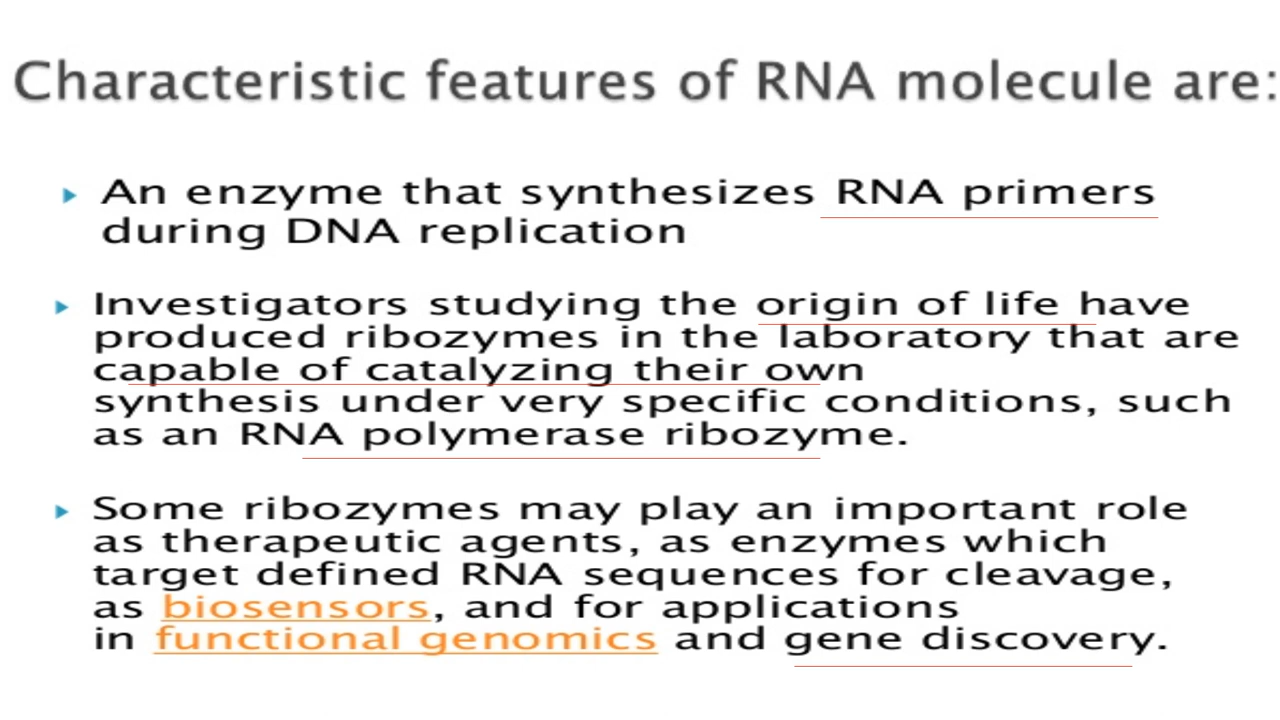 Characteristic features of RNA molecule are:
An enzyme that synthesizes RNA primers
during DNA replication
Investigators studying the origin of life have
produced ribozymes in the laboratory that are
capable of catalyzing their own
synthesis under very specific conditions, such
as an RNA polymerase ribozyme.
Some ribozymes may play an important role
as therapeutic agents, as enzymes which
target defined RNA sequences for cleavage,
as biosensors, and for applications
in functional genomics and gene discovery.